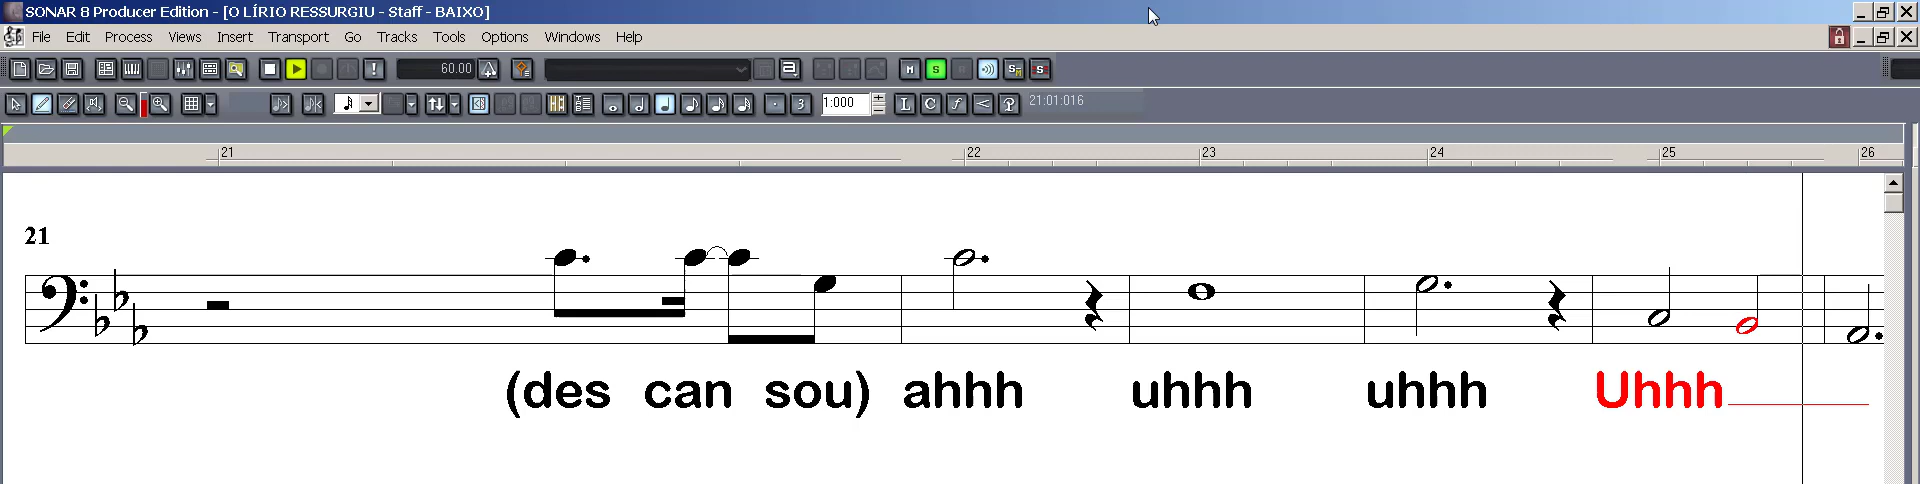 SONAR 8 Producer Edition - [O LÍRIO RESSURGIU - Staff - BAIXO]
File Edit Process Views Insert Transport Go Tracks Tools Options Windows Help
60.00 M S
3 1:000 L C f < P 21:01:016
21 22 23 24 25 26
21
(des can sou) ahhh uhhh uhhh Uhhh